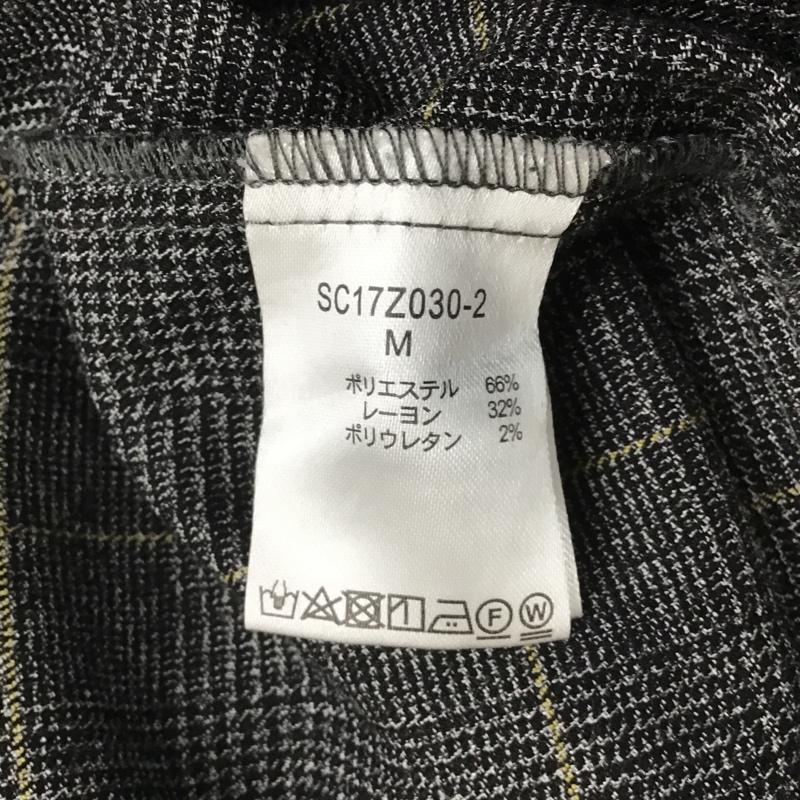 SC17Z030-2
M
ポリエステル 66%
レーヨン 32%
ポリウレタン 2%
F W